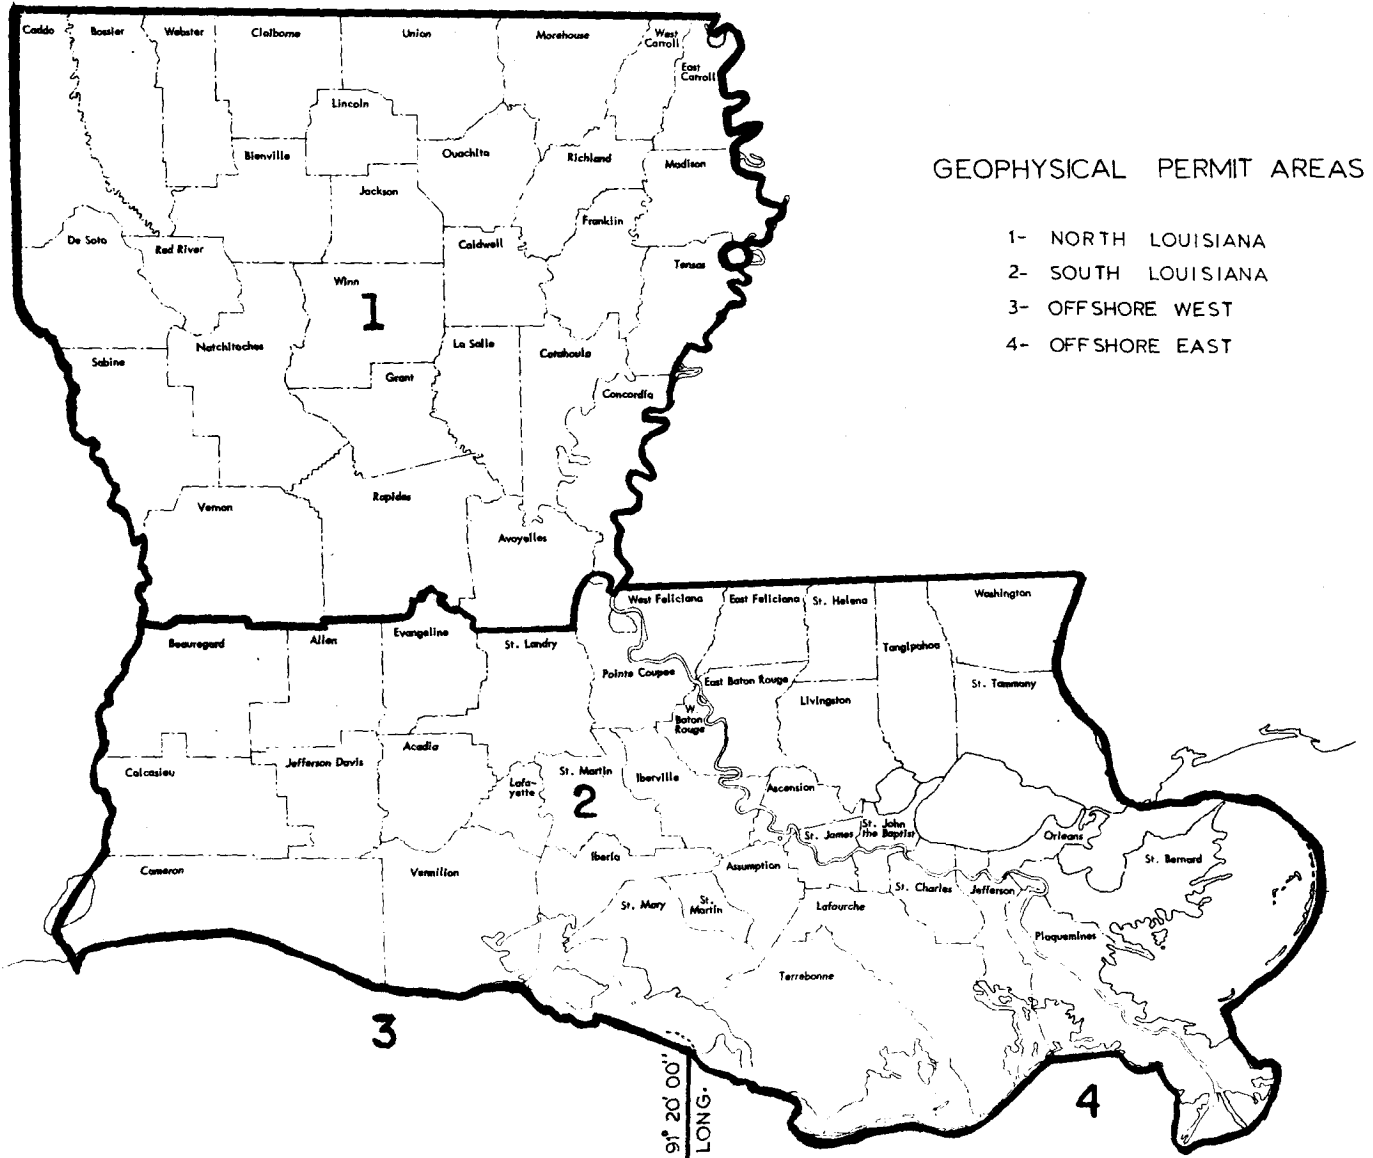 GEOPHYSICAL PERMIT AREAS
1- NORTH LOUISIANA
2- SOUTH LOUISIANA
3- OFFSHORE WEST
4- OFFSHORE EAST
Caddo
Bossier
Webster
Claiborne
Union
Morehouse
West
Carroll
East
Carroll
Lincoln
Bienville
Ouachita
Richland
Madison
Jackson
Franklin
De Soto
Red River
Caldwell
Tensas
Winn
1
Natchitoches
La Salle
Catahoula
Sabine
Grant
Concordia
Vernon
Rapides
Avoyelles
West Feliciana
East Feliciana
St. Helena
Washington
Beauregard
Allen
Evangeline
St. Landry
Tangipahoa
Pointe Coupee
East Baton Rouge
St. Tammany
Livingston
W
Baton
Rouge
Acadia
Calcasieu
Jefferson Davis
Lafa-
yette
St. Martin
Iberville
Ascension
2
St. James
St. John
the Baptist
Orleans
St. Bernard
Iberia
Assumption
Cameron
Vermilion
St. Charles
Jefferson
St. Mary
St.
Martin
Lafourche
Plaquemines
Terrebonne
3
4
91° 20' 00"
LONG.